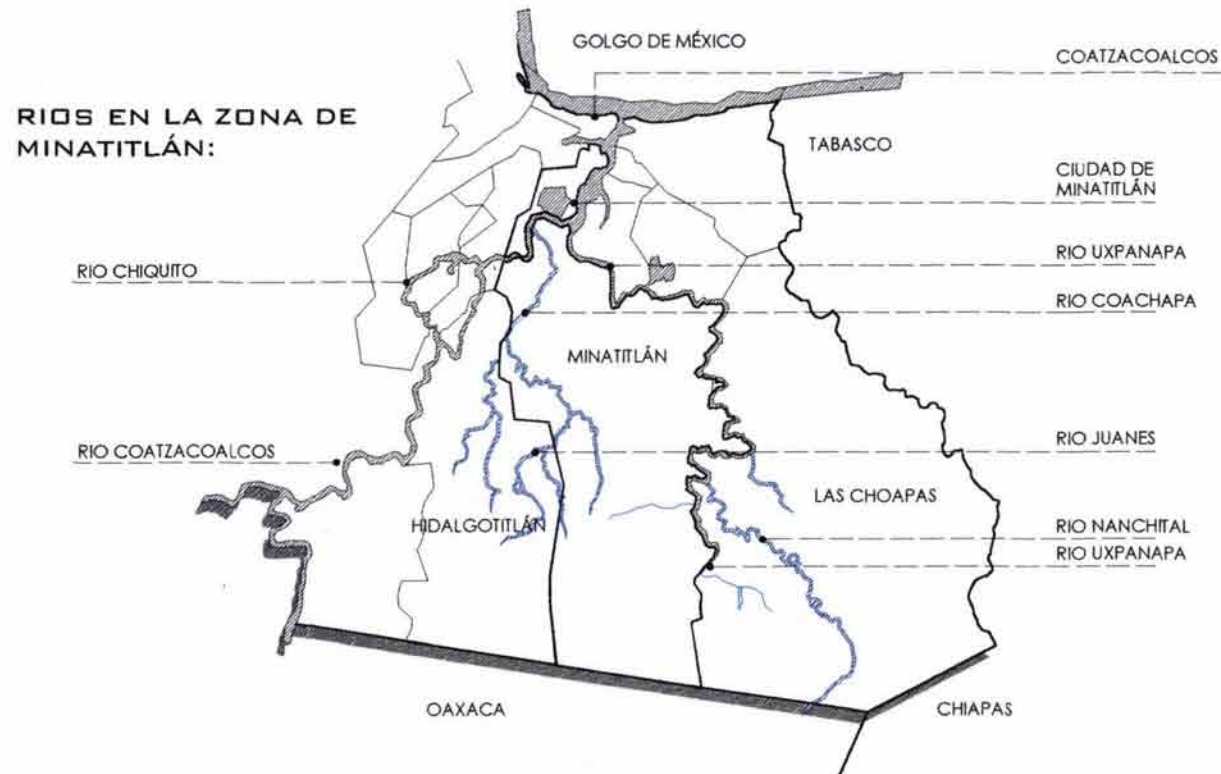 GOLGO DE MÉXICO
COATZACOALCOS
RIOS EN LA ZONA DE
MINATITLÁN:
TABASCO
CIUDAD DE
MINATITLÁN
RIO UXPANAPA
RIO CHIQUITO
RIO COACHAPA
MINATITLÁN
RIO JUANES
RIO COATZACOALCOS
LAS CHOAPAS
HIDALGOTITLÁN
RIO NANCHITAL
RIO UXPANAPA
OAXACA
CHIAPAS